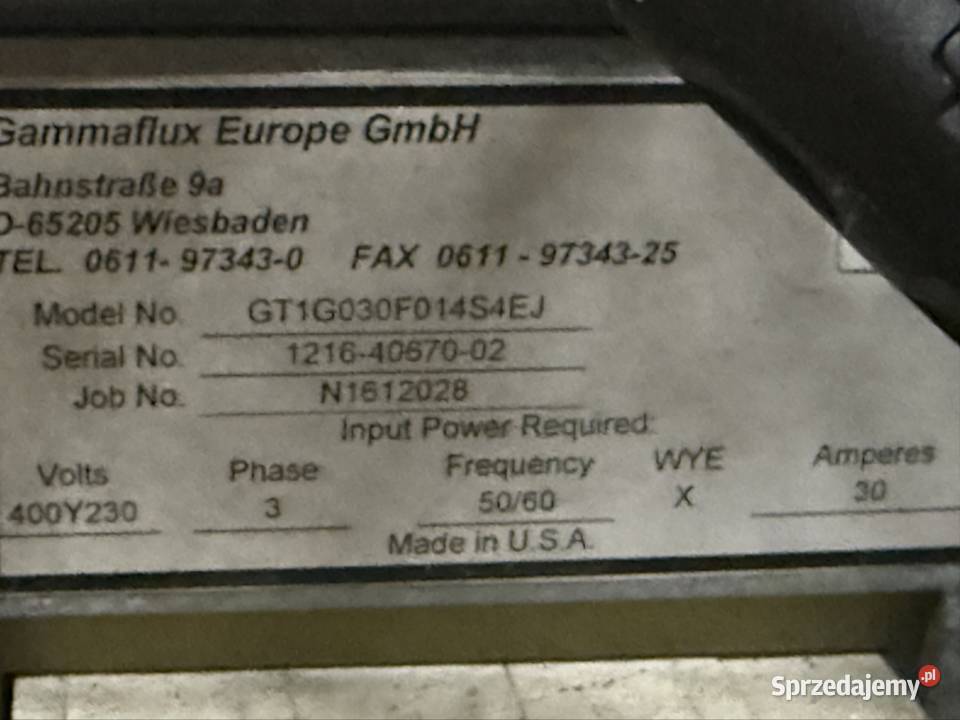 Gammaflux Europe GmbH
Bahnstraße 9a
D-65205 Wiesbaden
TEL. 0611- 97343-0 FAX 0611 - 97343-25
Model No. GT1G030F014S4EJ
Serial No. 1216-40670-02
Job No. N1612028
Input Power Required:
Volts Phase Frequency WYE Amperes
400Y230 3 50/60 X 30
Made in U.S.A.
Sprzedajemy.pl